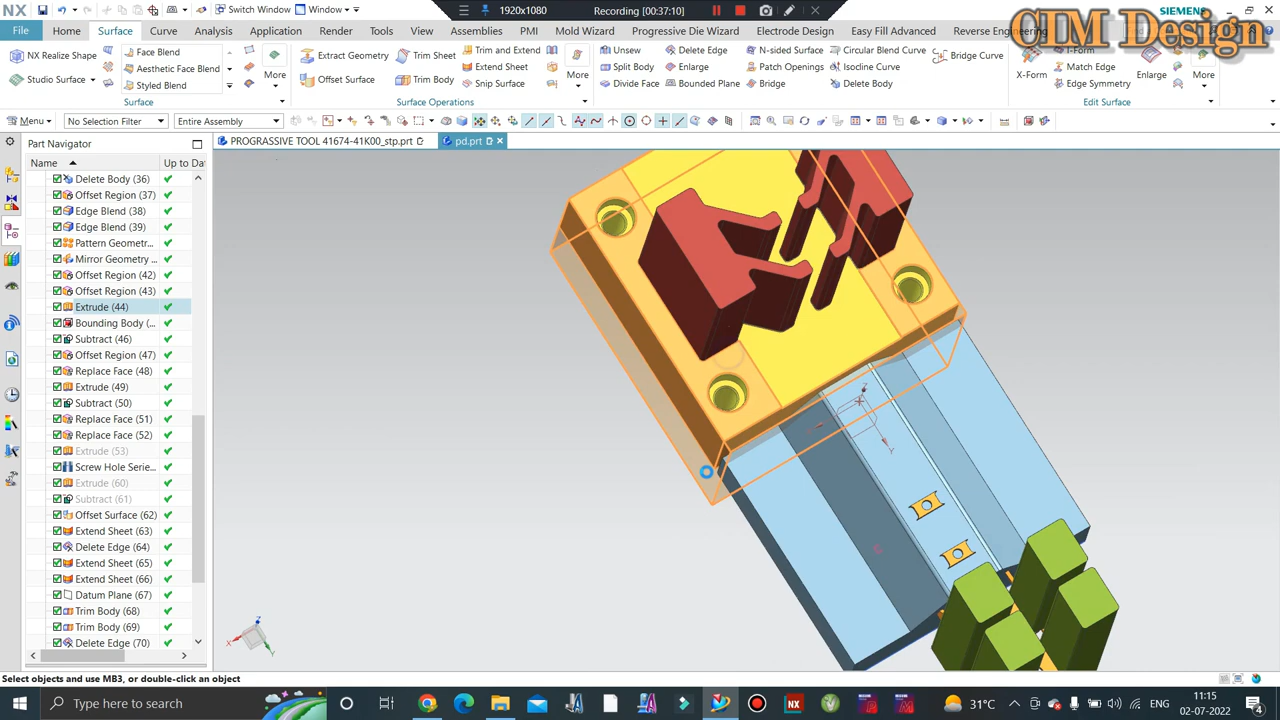 NX
Switch Window
Window
1920x1080
Recording [00:37:10]
SIEMENS
CIM Design
File
Home
Surface
Curve
Analysis
Application
Render
Tools
View
Assemblies
PMI
Mold Wizard
Progressive Die Wizard
Electrode Design
Easy Fill Advanced
Reverse Engineering
NX Realize Shape
Studio Surface
Face Blend
Aesthetic Face Blend
Styled Blend
More
Surface
Extract Geometry
Offset Surface
Trim Sheet
Trim Body
Trim and Extend
Extend Sheet
Snap Surface
More
Surface Operations
Unsew
Split Body
Divide Face
Delete Edge
Enlarge
Bounded Plane
N-sided Surface
Patch Openings
Bridge
Circular Blend Curve
Isocline Curve
Delete Body
Bridge Curve
X-Form
I-Form
Match Edge
Edge Symmetry
Enlarge
More
Edit Surface
Menu
No Selection Filter
Entire Assembly
Part Navigator
PROGRASSIVE TOOL 41674-41K00_stp.prt
pd.prt
Name
Up to Da
Delete Body (36)
Offset Region (37)
Edge Blend (38)
Edge Blend (39)
Pattern Geometr...
Mirror Geometry ...
Offset Region (42)
Offset Region (43)
Extrude (44)
Bounding Body (...
Subtract (46)
Offset Region (47)
Replace Face (48)
Extrude (49)
Subtract (50)
Replace Face (51)
Replace Face (52)
Extrude (53)
Screw Hole Serie...
Extrude (60)
Subtract (61)
Offset Surface (62)
Extend Sheet (63)
Delete Edge (64)
Extend Sheet (65)
Extend Sheet (66)
Datum Plane (67)
Trim Body (68)
Trim Body (69)
Delete Edge (70)
Z
X
Y
Select objects and use MB3, or double-click an object
Type here to search
31°C
ENG
11:15
02-07-2022
4